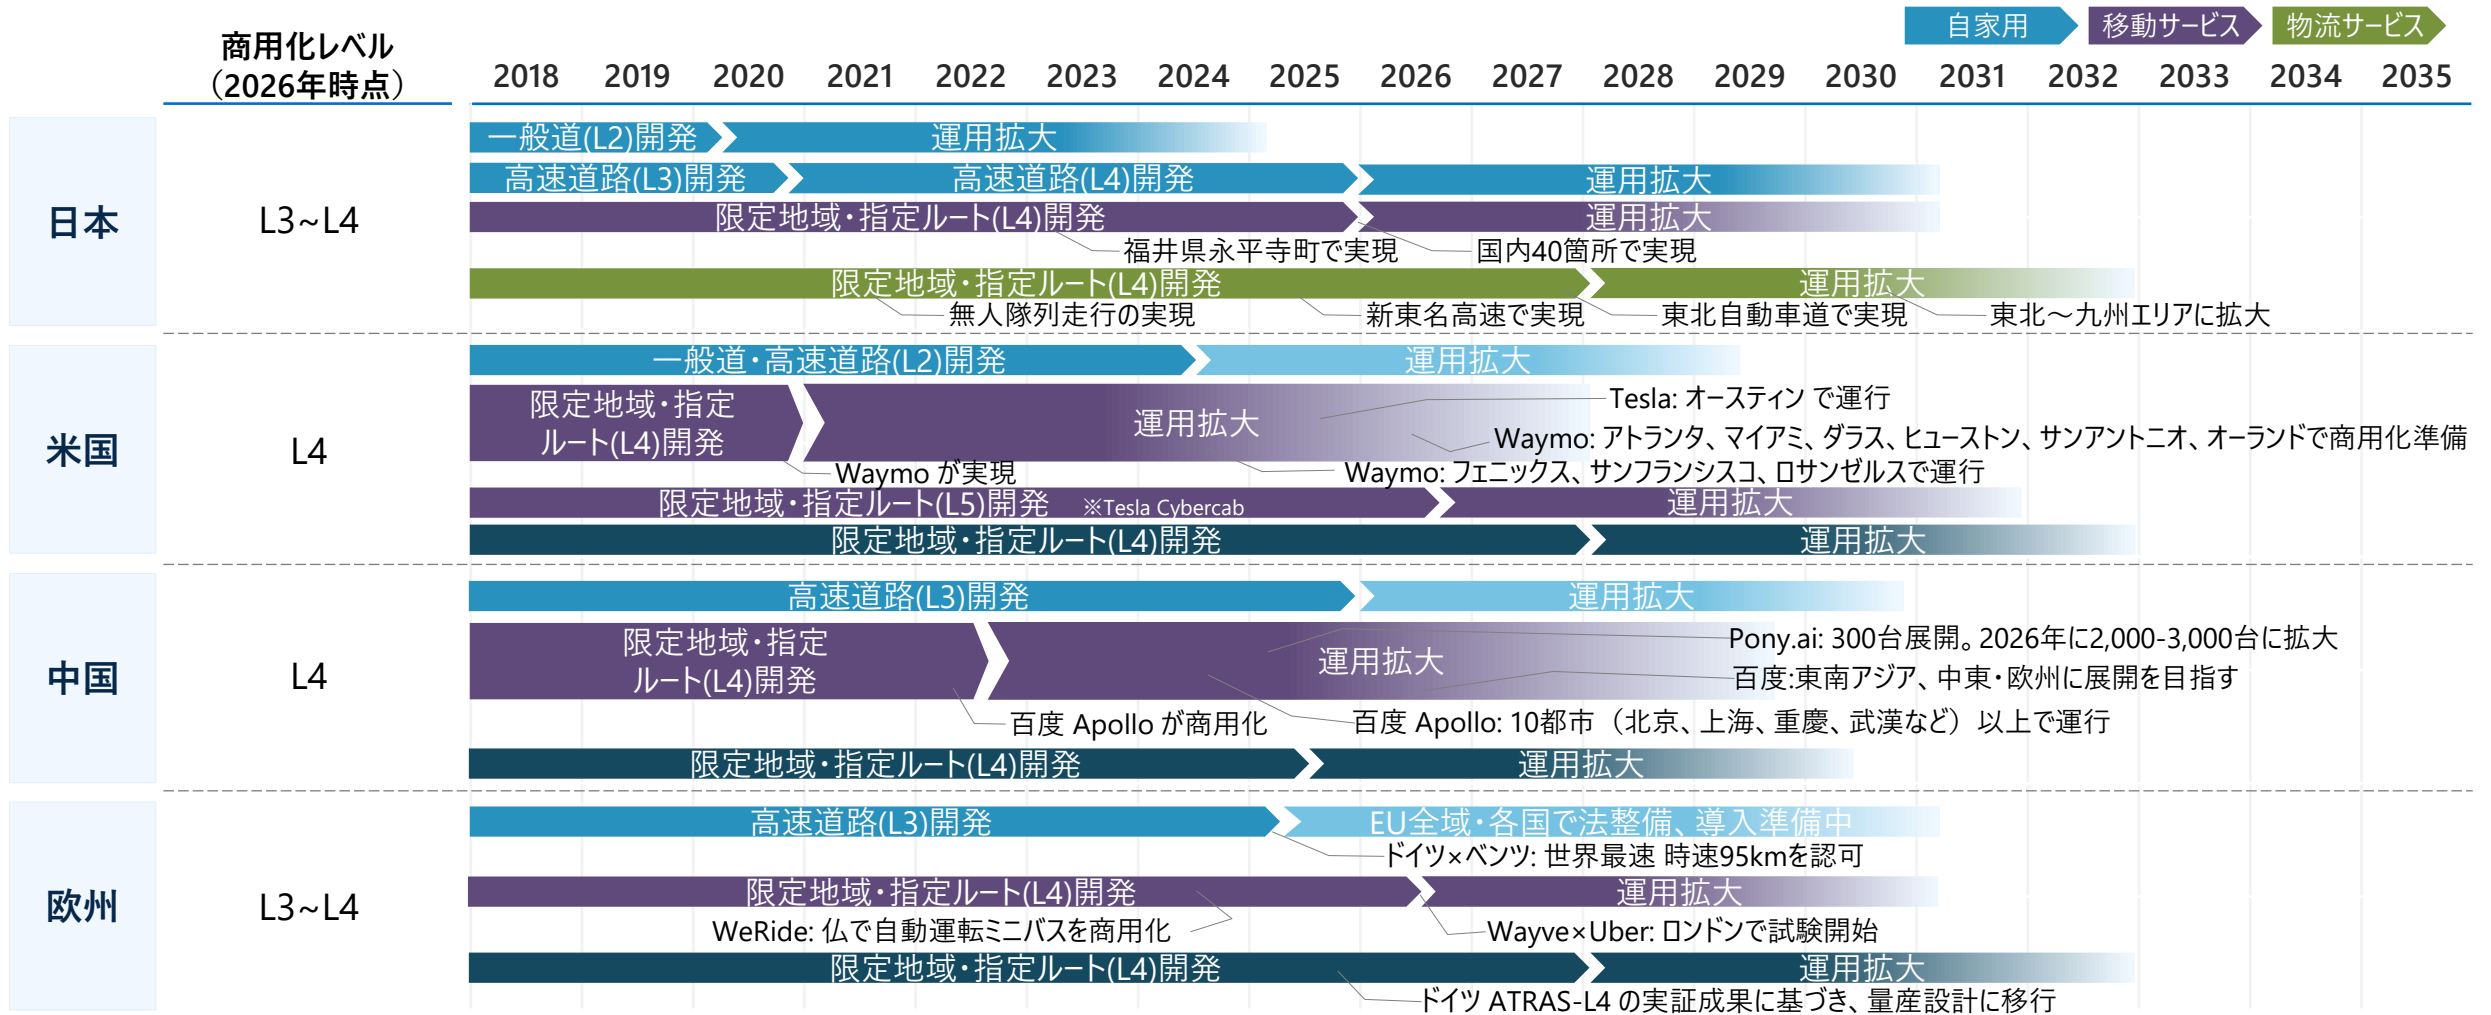 自家用 移動サービス 物流サービス
商用化レベル
（2026年時点）
2018 2019 2020 2021 2022 2023 2024 2025 2026 2027 2028 2029 2030 2031 2032 2033 2034 2035
日本
L3~L4
一般道(L2)開発 運用拡大
高速道路(L3)開発 高速道路(L4)開発 運用拡大
限定地域・指定ルート(L4)開発 運用拡大
福井県永平寺町で実現 国内40箇所で実現
限定地域・指定ルート(L4)開発 運用拡大
無人隊列走行の実現 新東名高速で実現 東北自動車道で実現 東北～九州エリアに拡大
米国
L4
一般道・高速道路(L2)開発 運用拡大
限定地域・指定
ルート(L4)開発
運用拡大
Tesla: オースティン で運行
Waymo: アトランタ、マイアミ、ダラス、ヒューストン、サンアントニオ、オーランドで商用化準備
Waymo が実現 Waymo: フェニックス、サンフランシスコ、ロサンゼルスで運行
限定地域・指定ルート(L5)開発 ※Tesla Cybercab 運用拡大
限定地域・指定ルート(L4)開発 運用拡大
中国
L4
高速道路(L3)開発 運用拡大
限定地域・指定
ルート(L4)開発
運用拡大
Pony.ai: 300台展開。2026年に2,000-3,000台に拡大
百度:東南アジア、中東・欧州に展開を目指す
百度 Apollo が商用化 百度 Apollo: 10都市（北京、上海、重慶、武漢など）以上で運行
限定地域・指定ルート(L4)開発 運用拡大
欧州
L3~L4
高速道路(L3)開発 EU全域・各国で法整備、導入準備中
ドイツ×ベンツ: 世界最速 時速95kmを認可
限定地域・指定ルート(L4)開発 運用拡大
WeRide: 仏で自動運転ミニバスを商用化 Wayve×Uber: ロンドンで試験開始
限定地域・指定ルート(L4)開発 運用拡大
ドイツ ATRAS-L4 の実証成果に基づき、量産設計に移行